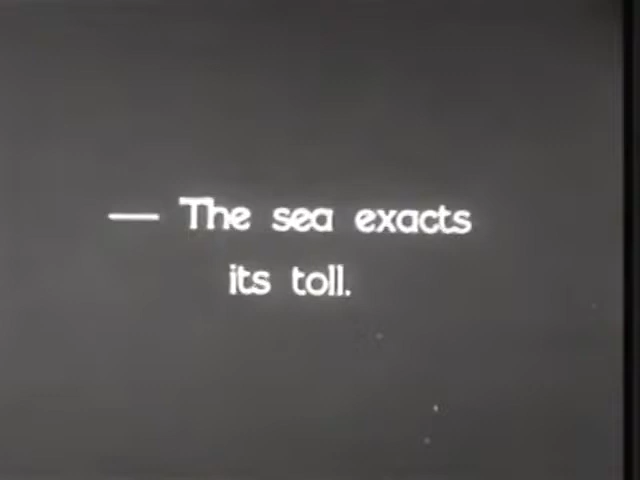 — The sea exacts
its toll.